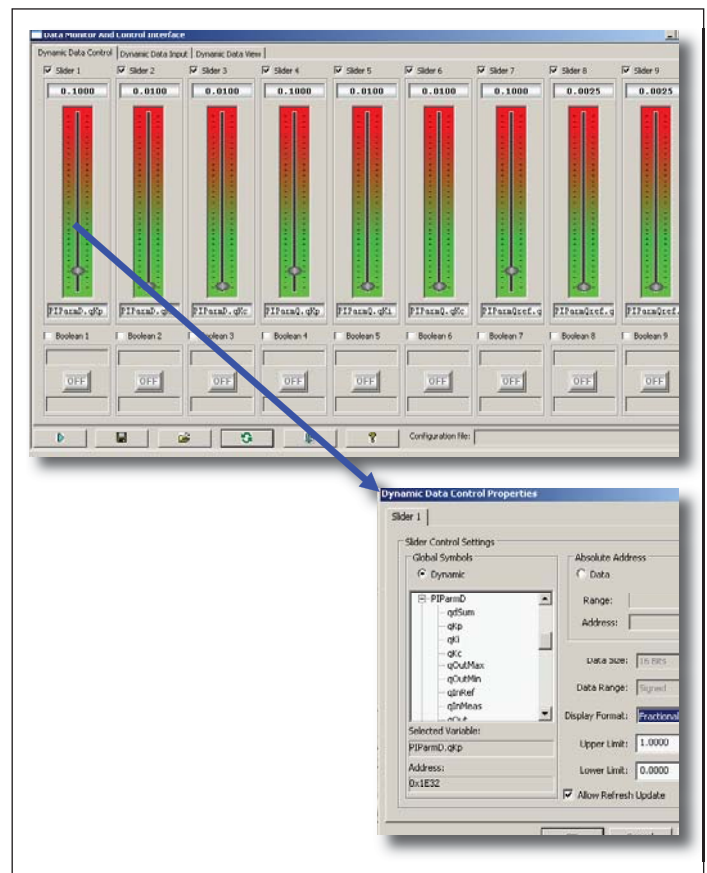 Data Monitor And Control Interface
Dynamic Data Control Dynamic Data Input Dynamic Data View
Slider 1 Slider 2 Slider 3 Slider 4 Slider 5 Slider 6 Slider 7 Slider 8 Slider 9
0.1000 0.0100 0.0100 0.1000 0.0100 0.0100 0.1000 0.0025 0.0025
PIParmD.qKp PIParmD.q PIParmD.qKc PIParmQ.qKp PIParmQ.qKi PIParmQ.qKc PIParmQref.q PIParmQref.q PIParmQref.
Boolean 1 Boolean 2 Boolean 3 Boolean 4 Boolean 5 Boolean 6 Boolean 7 Boolean 8 Boolean 9
OFF OFF OFF OFF OFF OFF OFF OFF OFF
? Configuration file:
Dynamic Data Control Properties
Slider 1
Slider Control Settings
Global Symbols Absolute Address
Dynamic Data
PIParmD
qdSum
qKp
qKi
qKc
qOutMax
qOutMin
qInRef
qInMeas
qOut
Range:
Address:
Data Size: 16 Bits
Data Range: Signed
Display Format: Fractional
Upper Limit: 1.0000
Lower Limit: 0.0000
Allow Refresh Update
Selected Variable:
PIParmD.qKp
Address:
0x1E32